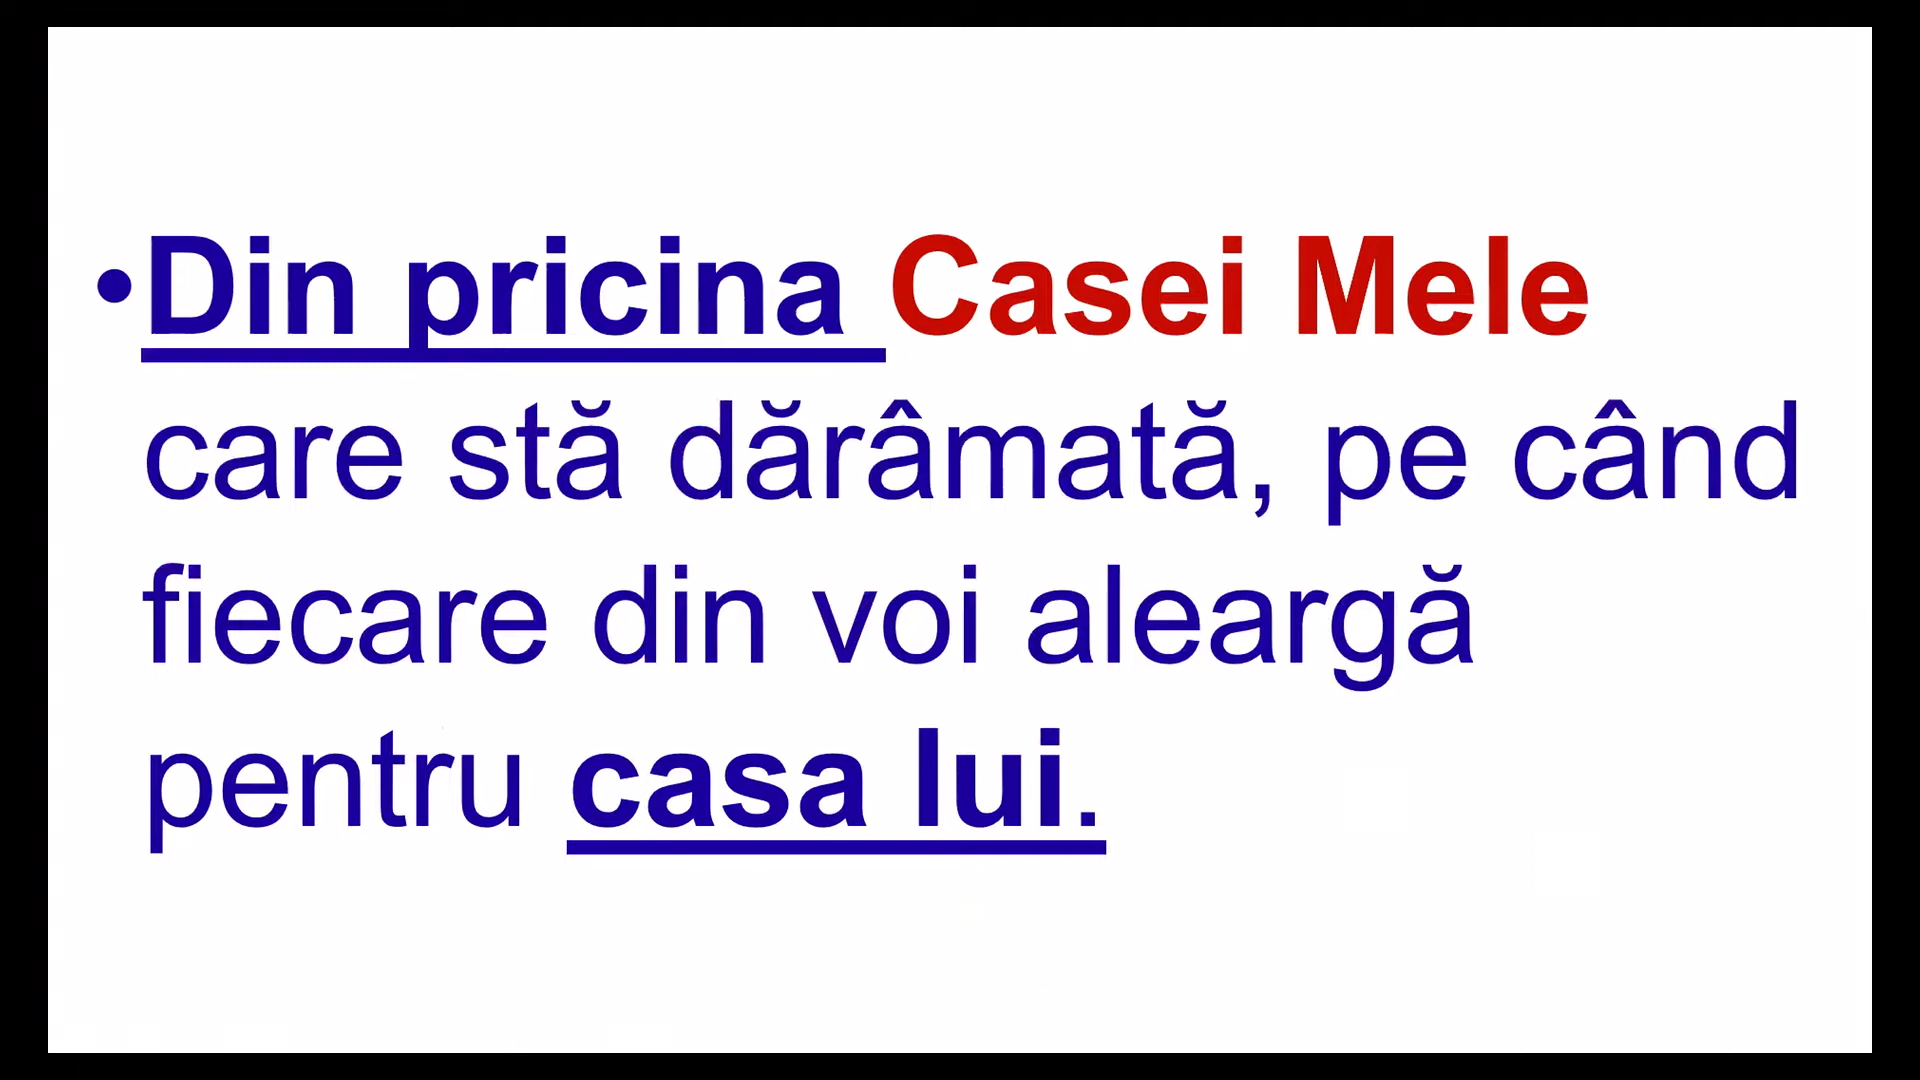 •Din pricina Casei Mele
care stă dărâmată, pe când
fiecare din voi aleargă
pentru casa lui.